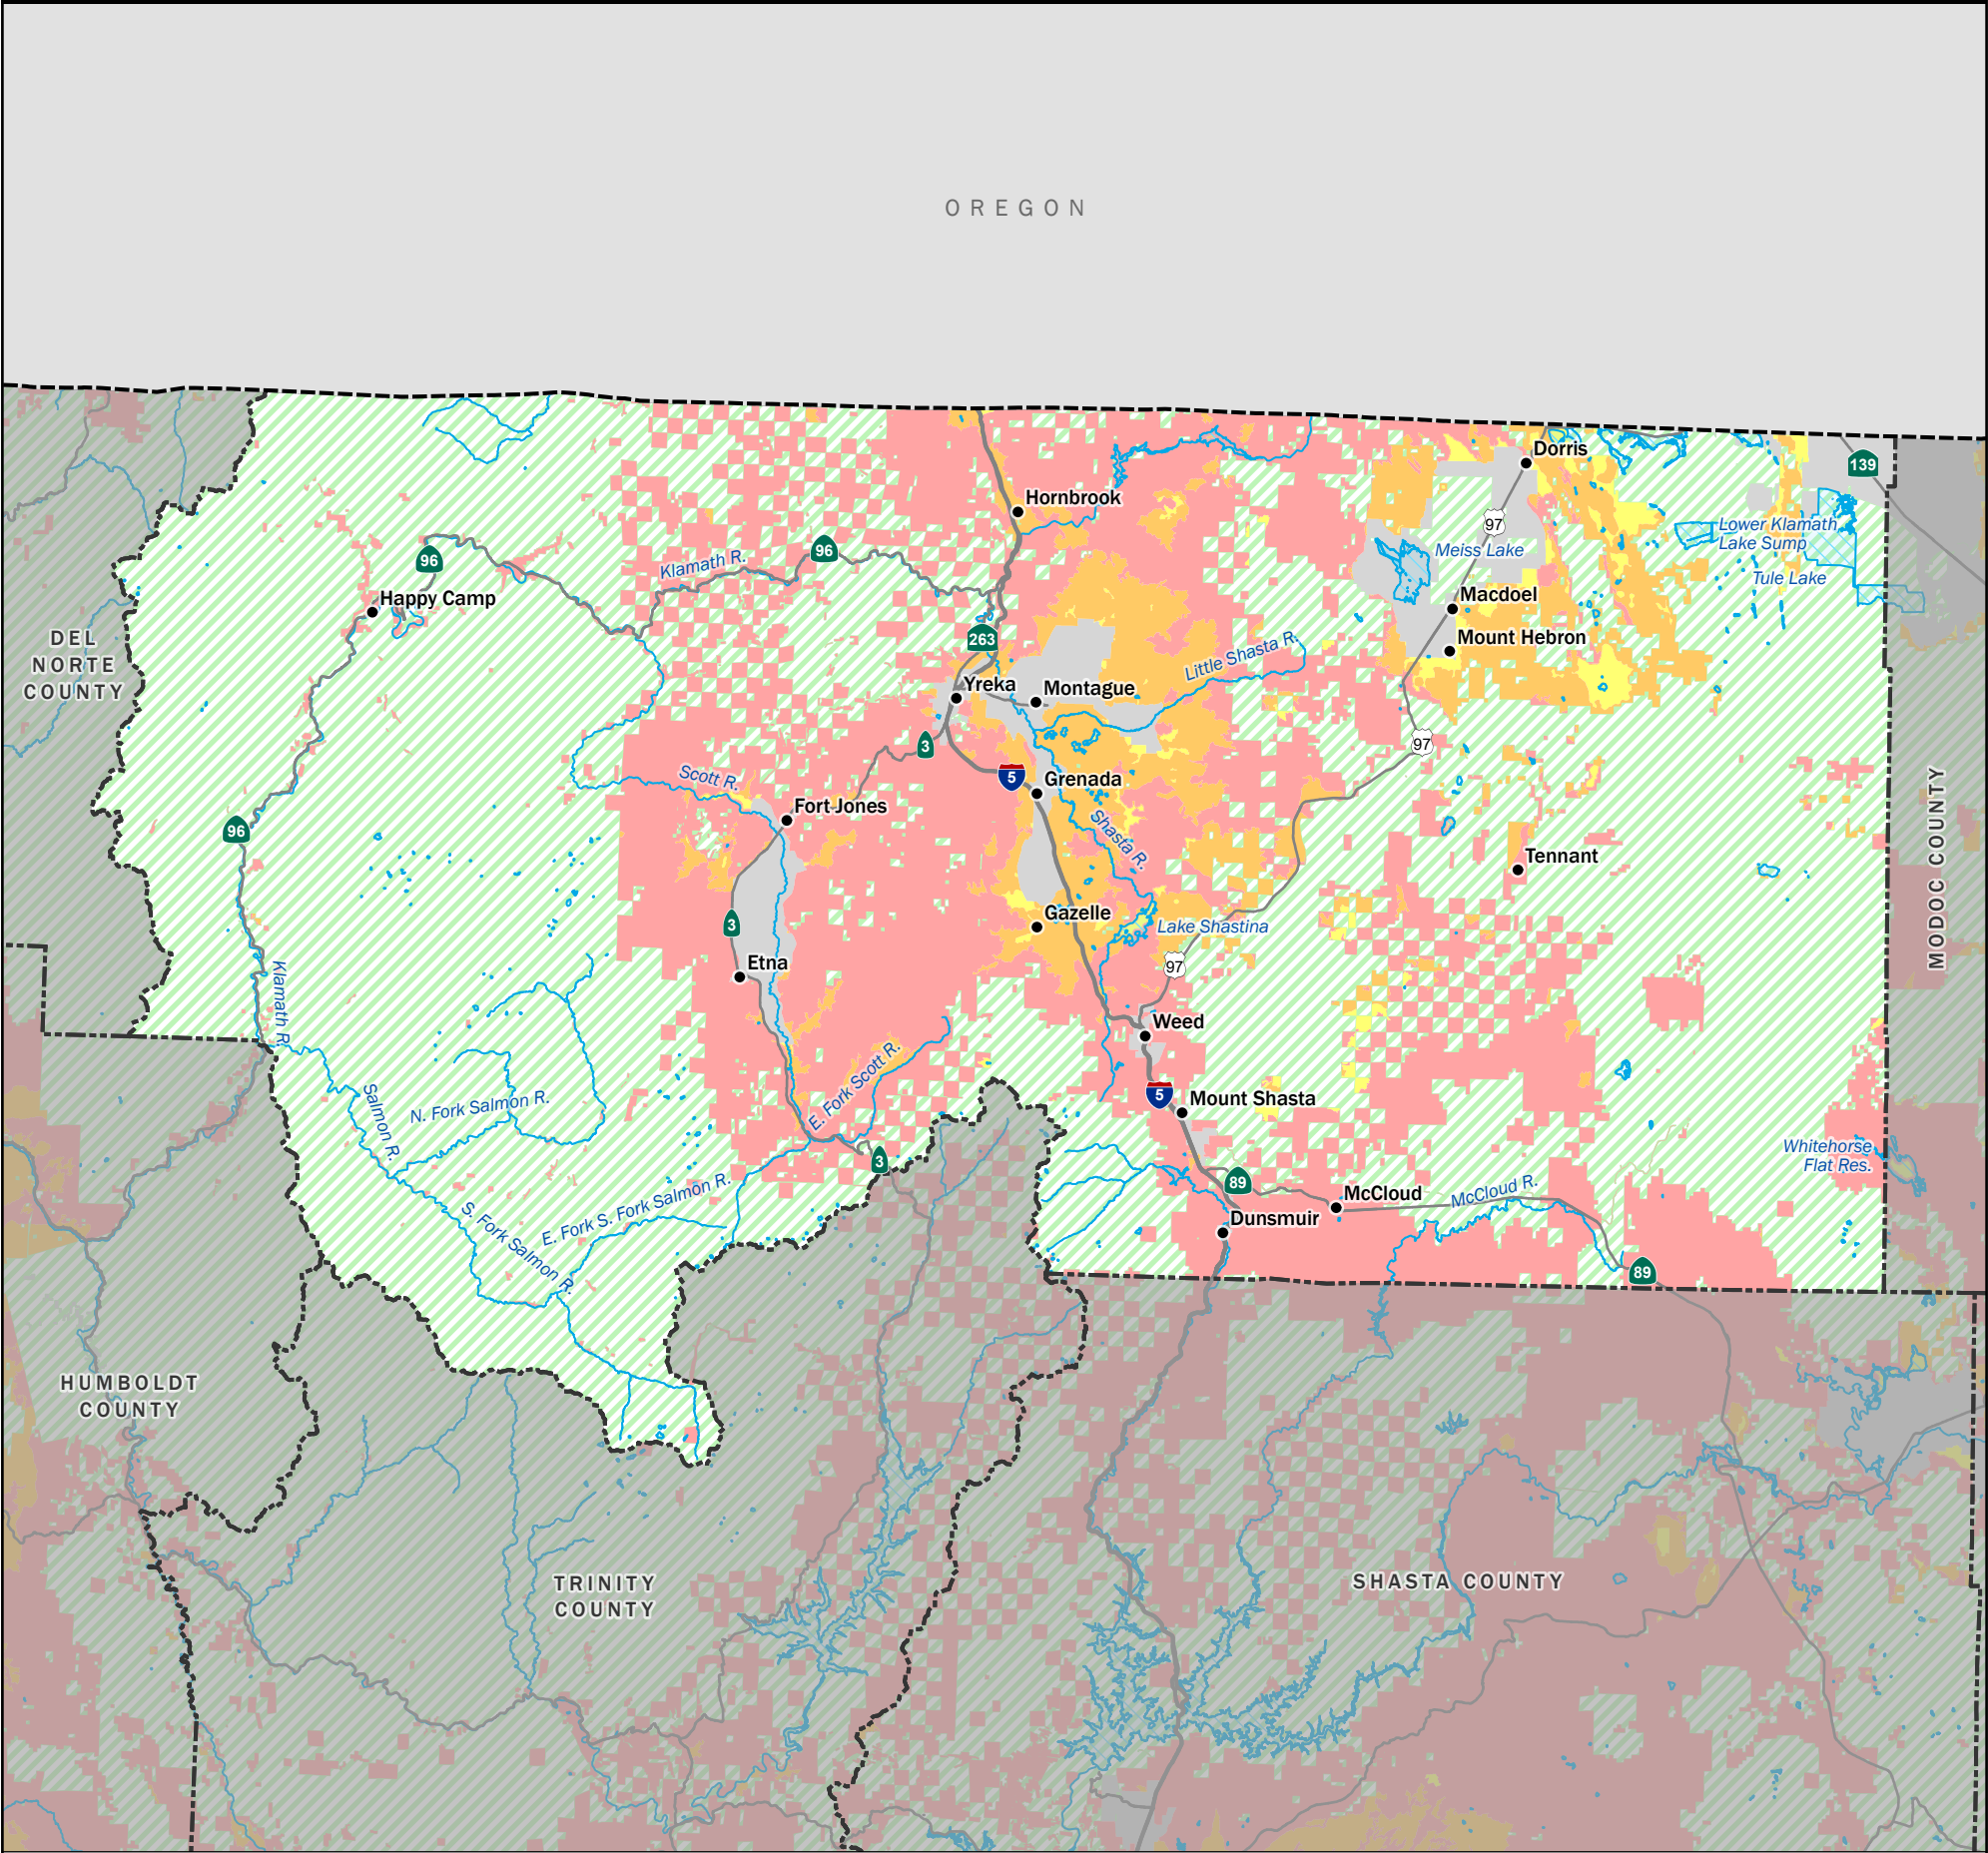 OREGON
Dorris
139
Hornbrook
97
Lower Klamath
Lake Sump
96
96
Klamath R.
Meiss Lake
Tule Lake
Happy Camp
Macdoel
DEL
NORTE
COUNTY
263
Little Shasta R.
Mount Hebron
Yreka
Montague
3
97
Scott R.
5
Grenada
Fort Jones
96
Shasta R.
Tennant
MODOC COUNTY
3
Gazelle
Lake Shastina
Etna
97
Klamath R.
Weed
E. Fork Scott R.
5
Mount Shasta
Salmon R.
N. Fork Salmon R.
Whitehorse
Flat Res.
3
89
McCloud
McCloud R.
E. Fork S. Fork Salmon R.
S. Fork Salmon R.
Dunsmuir
89
HUMBOLDT
COUNTY
TRINITY
COUNTY
SHASTA COUNTY